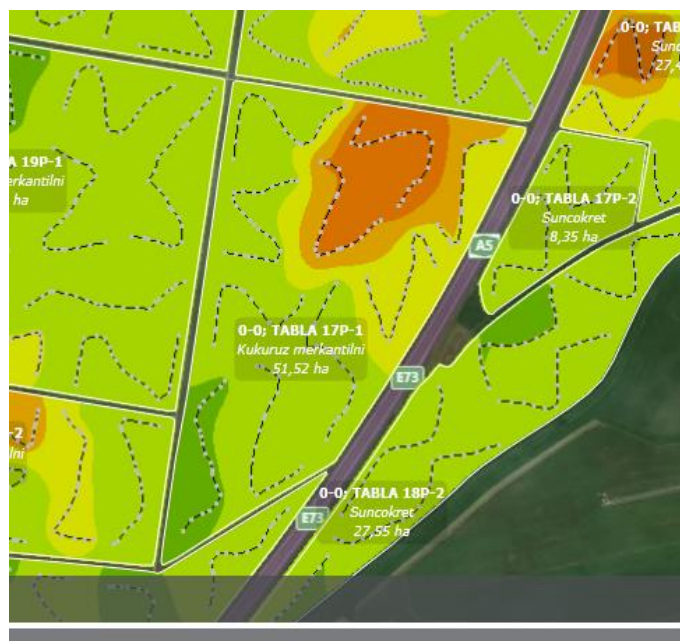 0-0; TAB
Sunc
27,4
LA 19P-1
erkantilni
ha
0-0; TABLA 17P-2
Suncokret
8,35 ha
A5
0-0; TABLA 17P-1
Kukuruz merkantilni
51,52 ha
E73
-2
lni
0-0; TABLA 18P-2
Suncokret
27,55 ha
E73